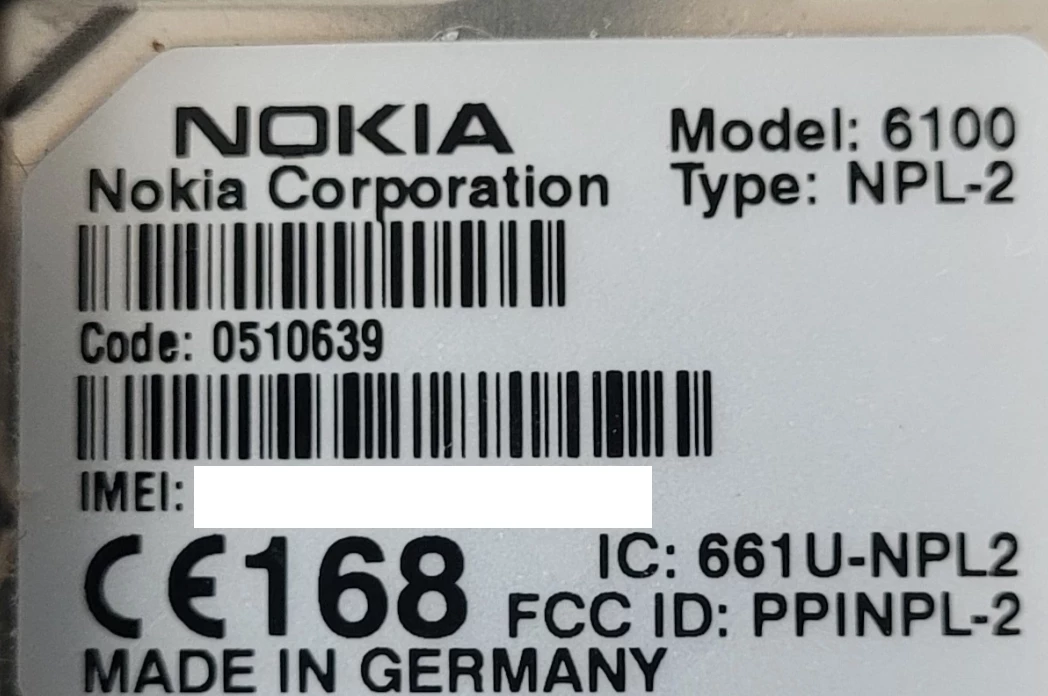 NOKIA
Nokia Corporation
Model: 6100
Type: NPL-2
Code: 0510639
IMEI:
CE168
IC: 661U-NPL2
FCC ID: PPINPL-2
MADE IN GERMANY